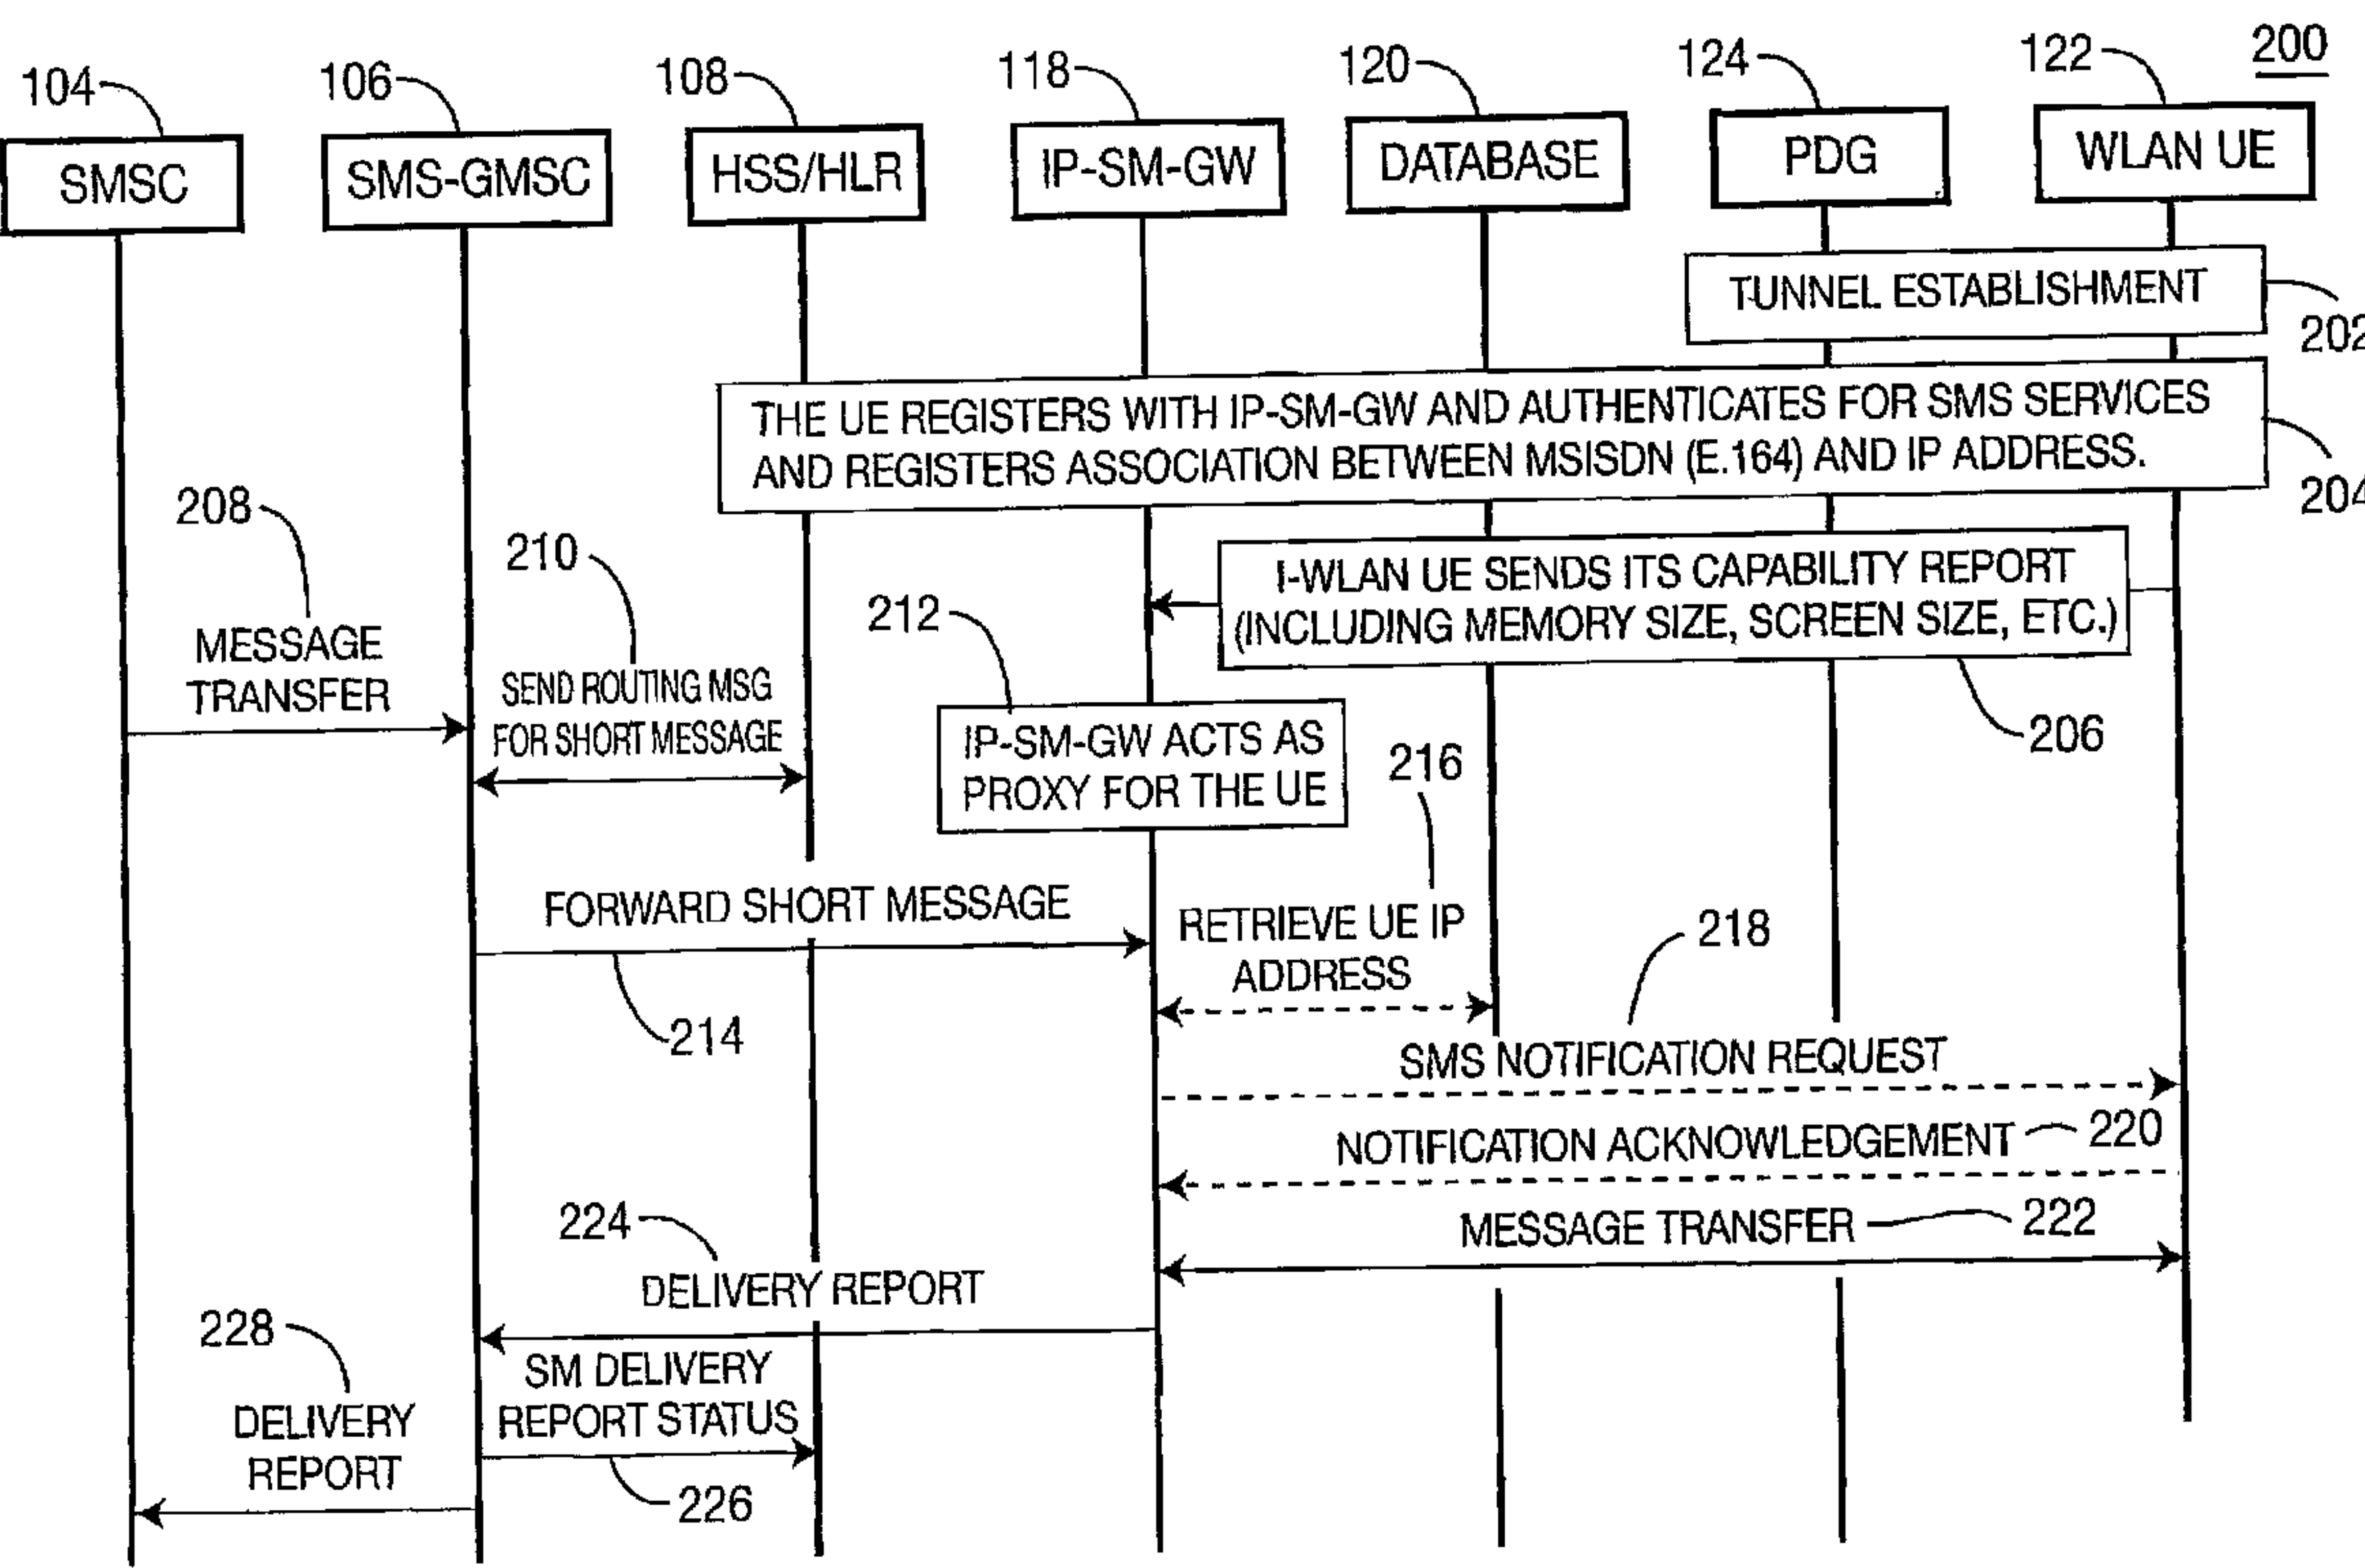 200
104
106
108
118
120
124
122
SMSC
SMS-GMSC
HSS/HLR
IP-SM-GW
DATABASE
PDG
WLAN UE
TUNNEL ESTABLISHMENT
202
THE UE REGISTERS WITH IP-SM-GW AND AUTHENTICATES FOR SMS SERVICES
AND REGISTERS ASSOCIATION BETWEEN MSISDN (E.164) AND IP ADDRESS.
204
I-WLAN UE SENDS ITS CAPABILITY REPORT
(INCLUDING MEMORY SIZE, SCREEN SIZE, ETC.)
206
208
MESSAGE
TRANSFER
210
SEND ROUTING MSG
FOR SHORT MESSAGE
212
IP-SM-GW ACTS AS
PROXY FOR THE UE
FORWARD SHORT MESSAGE
214
216
RETRIEVE UE IP
ADDRESS
218
SMS NOTIFICATION REQUEST
NOTIFICATION ACKNOWLEDGEMENT
220
MESSAGE TRANSFER
222
224
DELIVERY REPORT
SM DELIVERY
REPORT STATUS
226
228
DELIVERY
REPORT